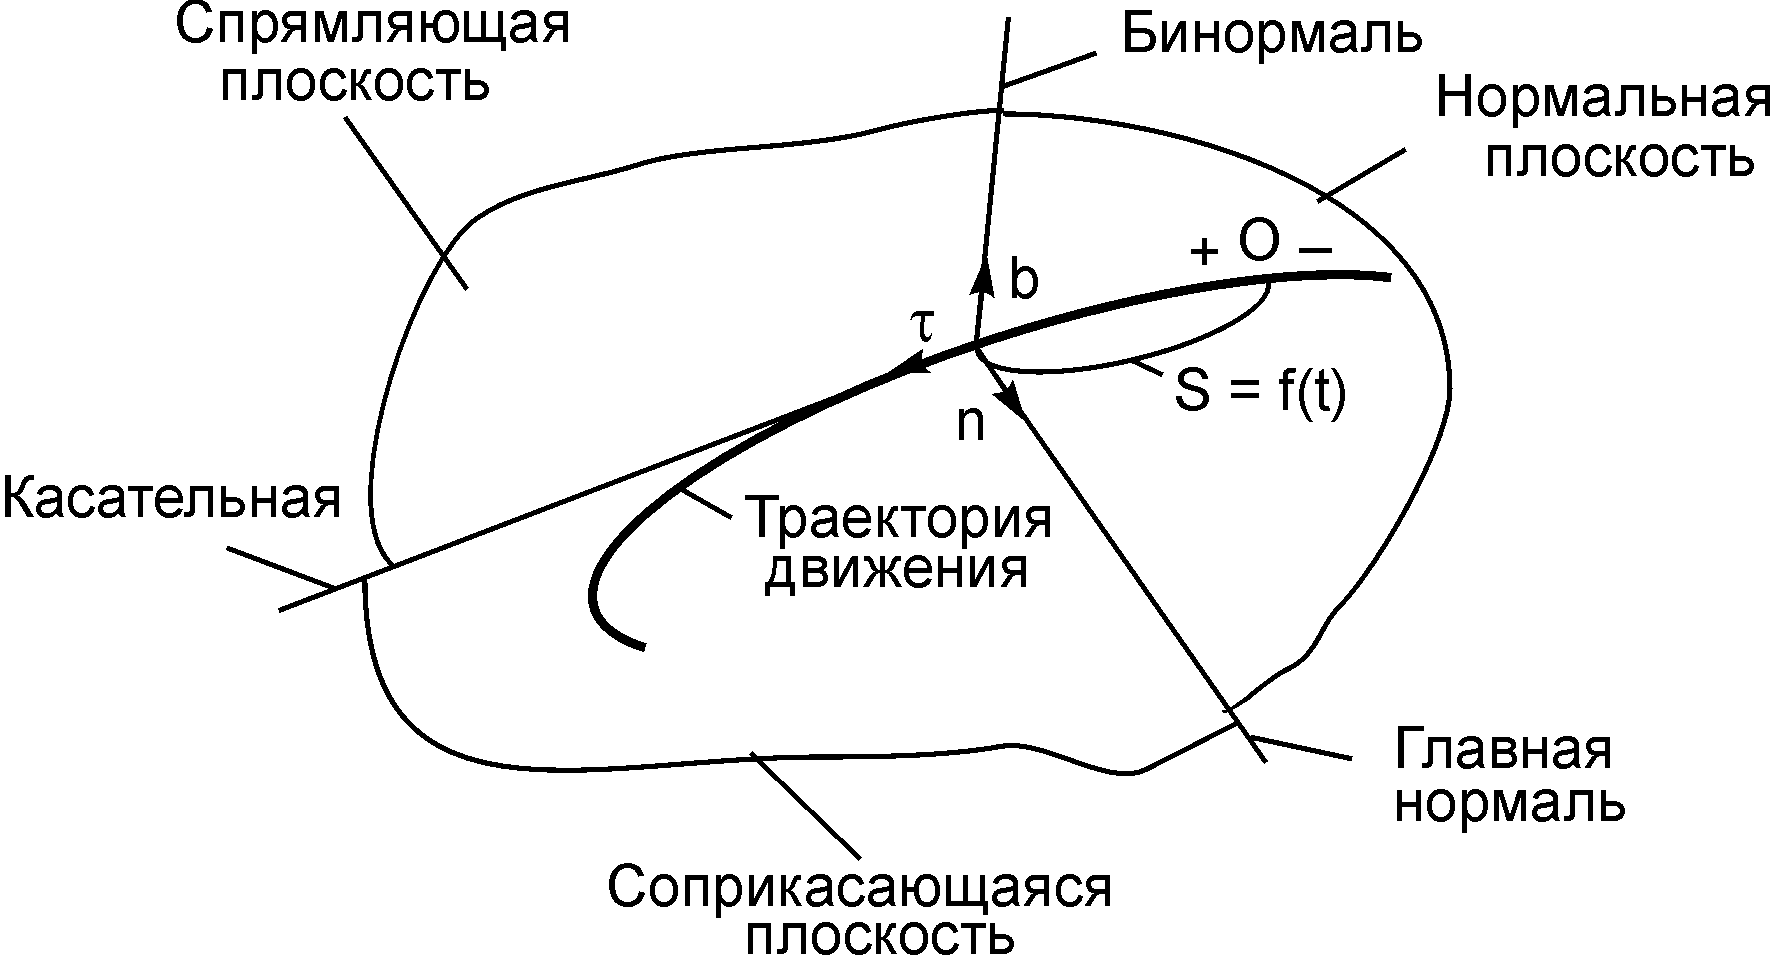 Спрямляющая
плоскость
Бинормаль
Нормальная
плоскость
+ O –
b
τ
n
S = f(t)
Касательная
Траектория
движения
Главная
нормаль
Соприкасающаяся
плоскость